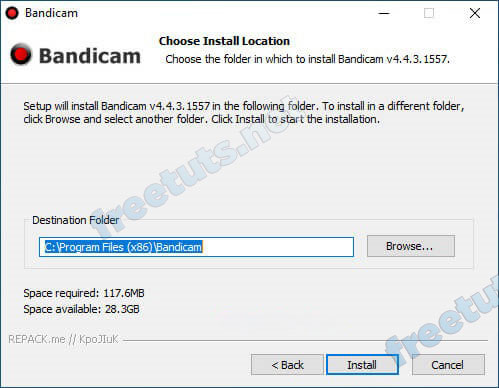 Bandicam
Bandicam
Choose Install Location
Choose the folder in which to install Bandicam v4.4.3.1557.
Setup will install Bandicam v4.4.3.1557 in the following folder. To install in a different folder,
click Browse and select another folder. Click Install to start the installation.
freetuts.net
Destination Folder
C:\Program Files (x86)\Bandicam
Browse...
Space required: 117.6MB
Space available: 28.3GB
freetuts.
REPACK.me // KpoJIuK
< Back
Install
Cancel